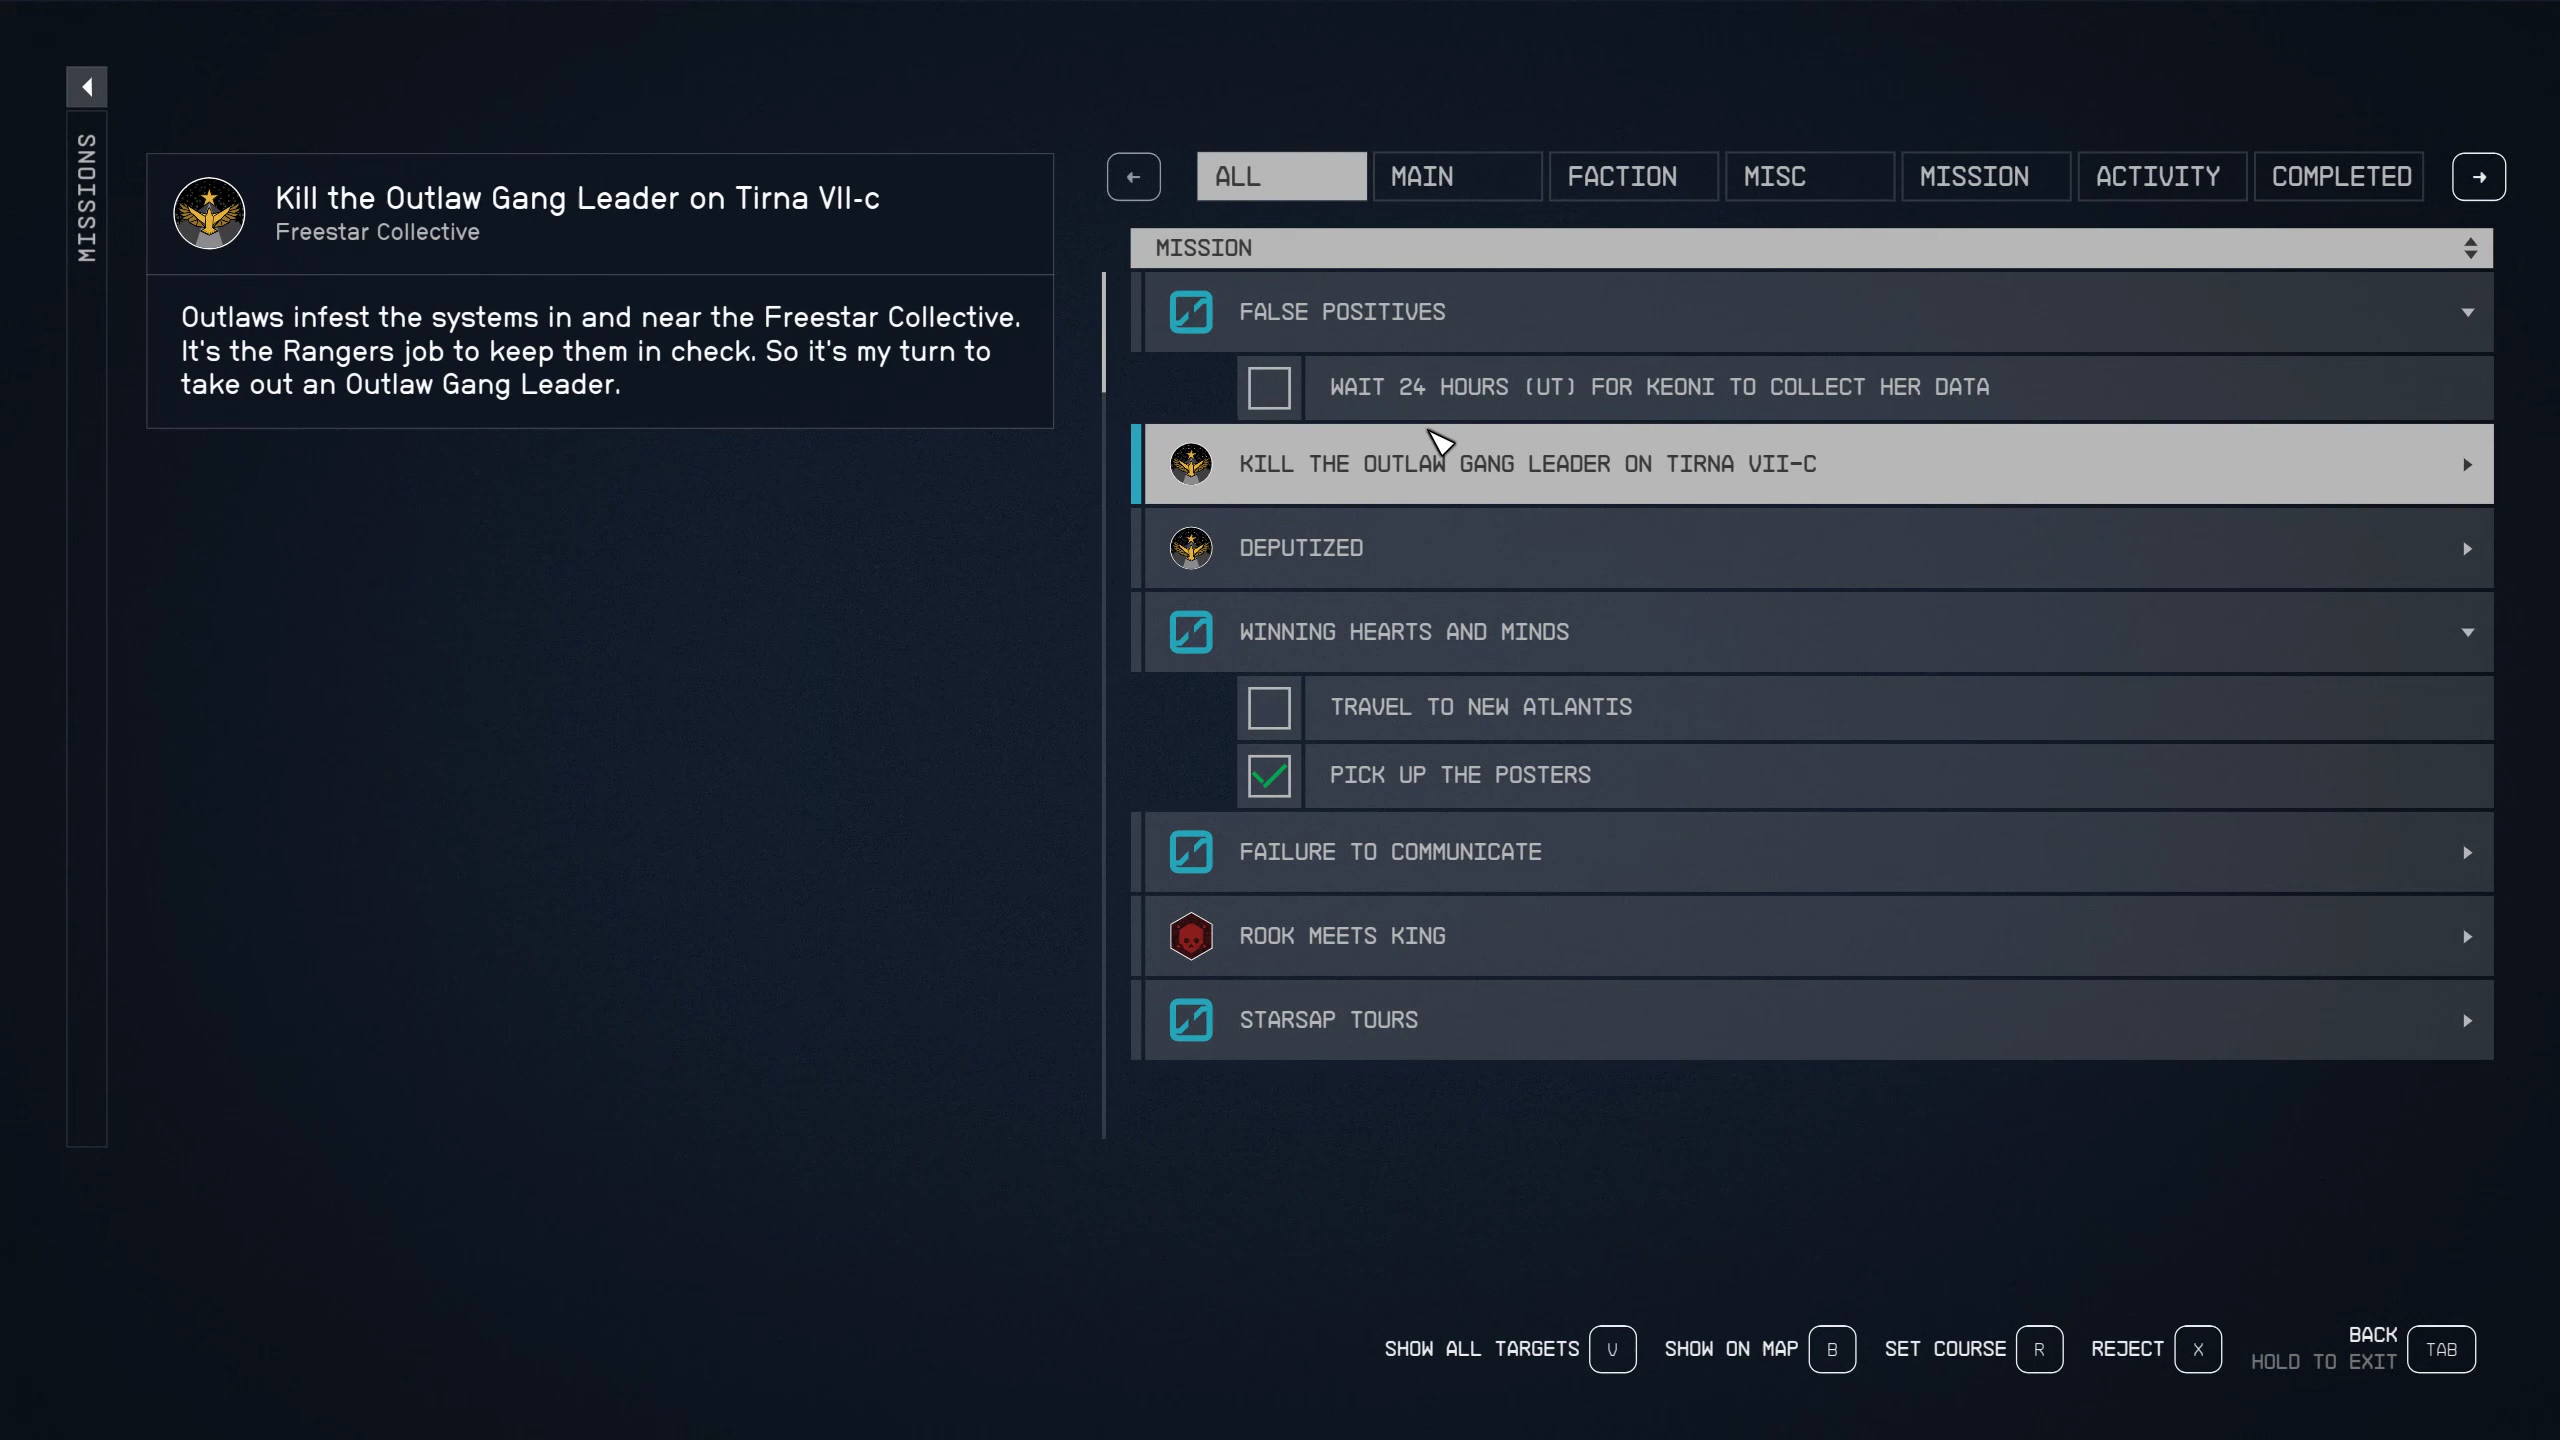 MISSIONS
Kill the Outlaw Gang Leader on Tirna VII-c
Freestar Collective
Outlaws infest the systems in and near the Freestar Collective.
It's the Rangers job to keep them in check. So it's my turn to
take out an Outlaw Gang Leader.
ALL
MAIN
FACTION
MISC
MISSION
ACTIVITY
COMPLETED
MISSION
FALSE POSITIVES
WAIT 24 HOURS (UT) FOR KEONI TO COLLECT HER DATA
KILL THE OUTLAW GANG LEADER ON TIRNA VII-C
DEPUTIZED
WINNING HEARTS AND MINDS
TRAVEL TO NEW ATLANTIS
PICK UP THE POSTERS
FAILURE TO COMMUNICATE
ROOK MEETS KING
STARSAP TOURS
SHOW ALL TARGETS V
SHOW ON MAP B
SET COURSE R
REJECT X
BACK
HOLD TO EXIT
TAB